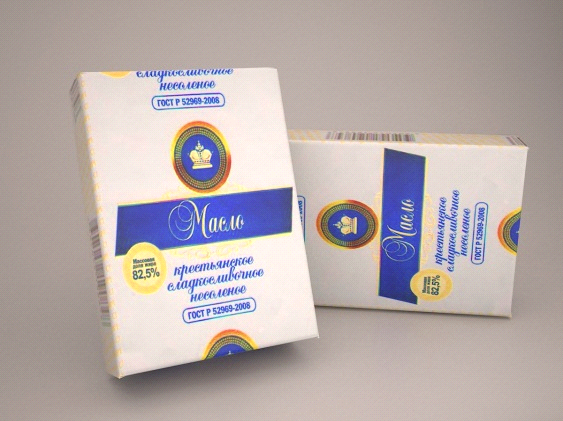 сладкосливочное
несоленое
ГОСТ Р 52969-2008
Масло
Массовая
доля жира
82,5%
крестьянское
сладкосливочное
несоленое
ГОСТ Р 52969-2008
Масло
Массовая
доля жира
82,5%
крестьянское
сладкосливочное
несоленое
ГОСТ Р 52969-2008